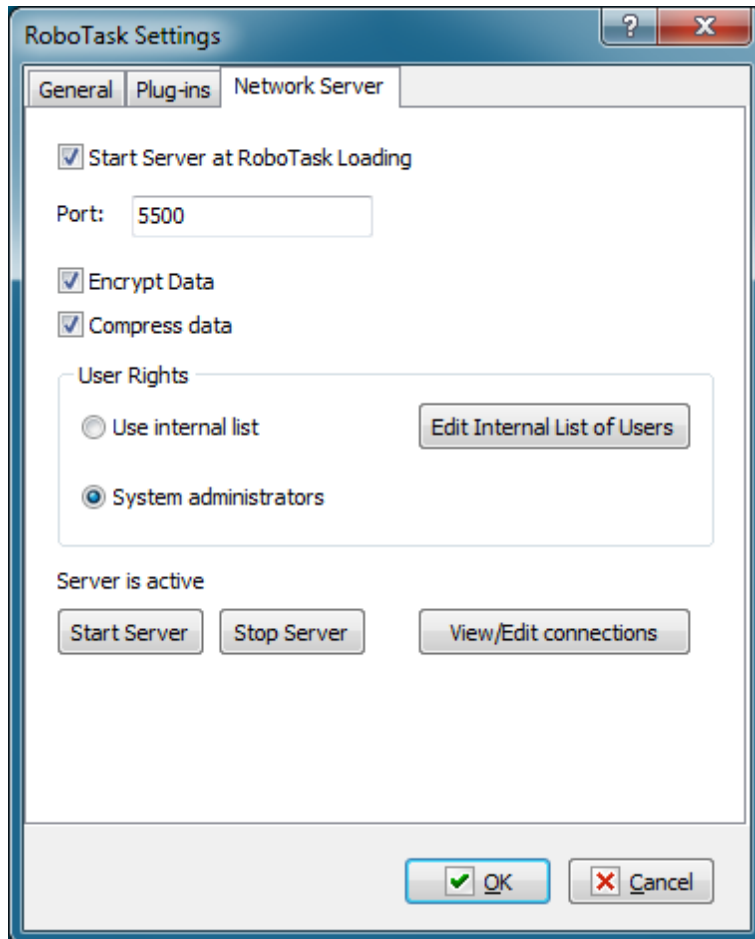 RoboTask Settings
?
X
General Plug-ins Network Server
Start Server at RoboTask Loading
Port: 5500
Encrypt Data
Compress data
User Rights
Use internal list Edit Internal List of Users
System administrators
Server is active
Start Server Stop Server View/Edit connections
OK Cancel